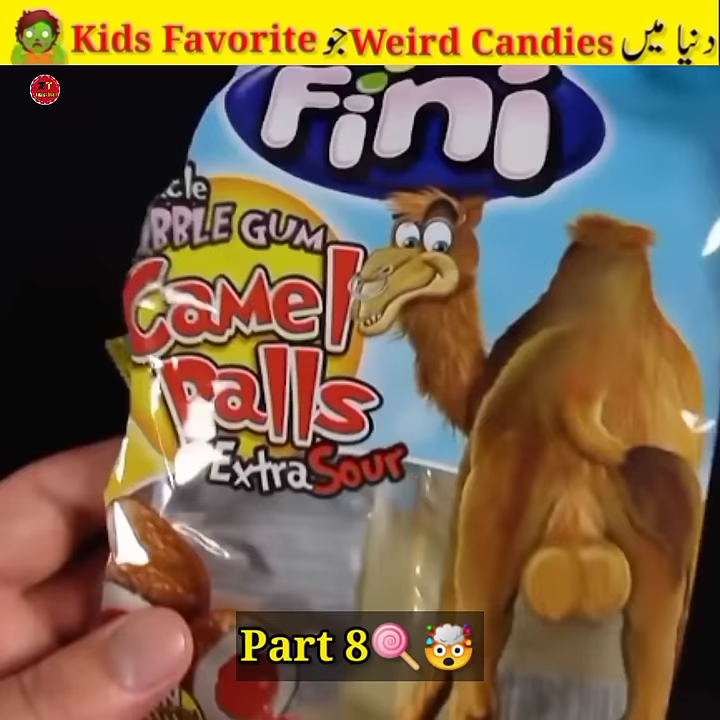 دنیا میں Weird Candies جو Kids Favorite
Fini
BBLE GUM
Camel
Balls
Extra Sour
Part 8